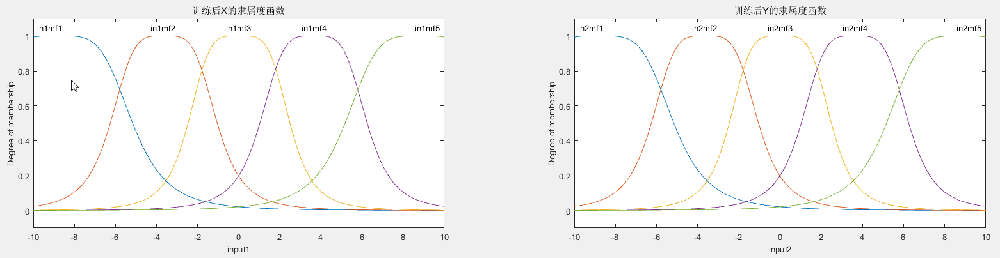 训练后X的隶属度函数
in1mf1 in1mf2 in1mf3 in1mf4 in1mf5
1
0.8
0.6
0.4
0.2
0
Degree of membership
-10 -8 -6 -4 -2 0 2 4 6 8 10
input1
训练后Y的隶属度函数
in2mf1 in2mf2 in2mf3 in2mf4 in2mf5
1
0.8
0.6
0.4
0.2
0
Degree of membership
-10 -8 -6 -4 -2 0 2 4 6 8 10
input2